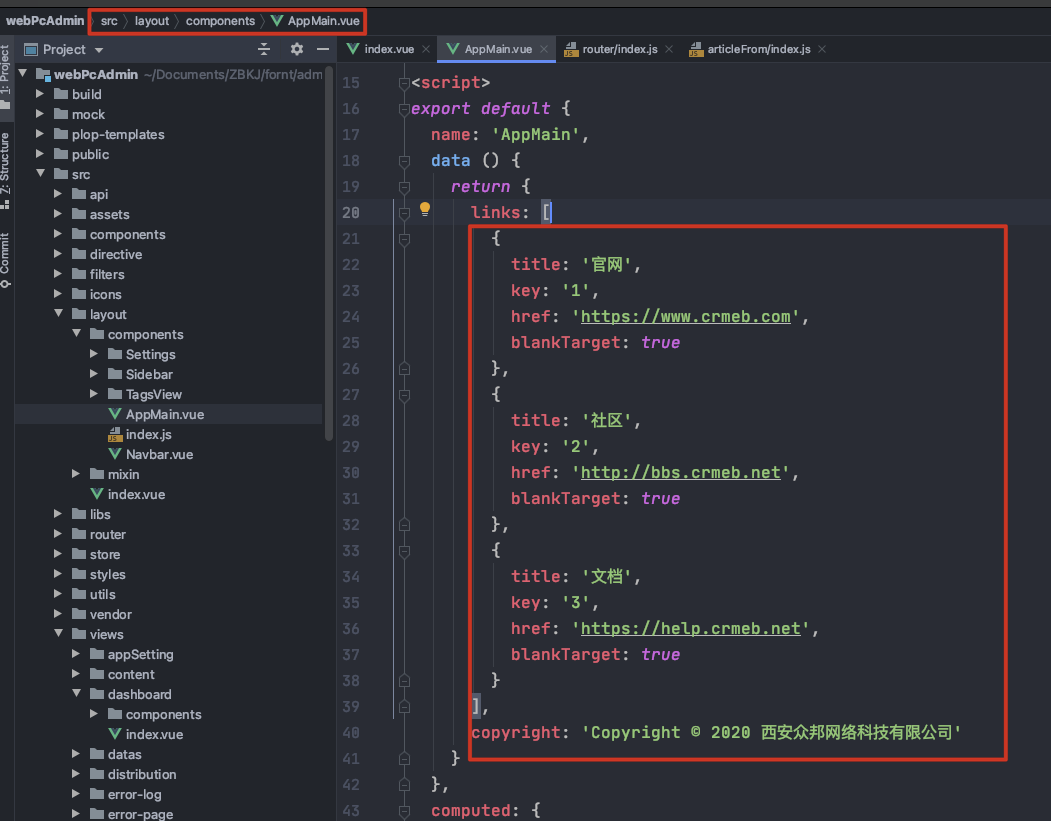 webPcAdmin src layout components AppMain.vue
Project
index.vue AppMain.vue router/index.js articleFrom/index.js
1: Project
Z: Structure
Commit
webPcAdmin ~/Documents/ZBKJ/fornt/adm
build
mock
plop-templates
public
src
api
assets
components
directive
filters
icons
layout
components
Settings
Sidebar
TagsView
AppMain.vue
index.js
Navbar.vue
mixin
index.vue
libs
router
store
styles
utils
vendor
views
appSetting
content
dashboard
components
index.vue
datas
distribution
error-log
error-page
15 <script>
16 export default {
17 name: 'AppMain',
18 data () {
19 return {
20 links: [
21 {
22 title: '官网',
23 key: '1',
24 href: 'https://www.crmeb.com',
25 blankTarget: true
26 },
27 {
28 title: '社区',
29 key: '2',
30 href: 'http://bbs.crmeb.net',
31 blankTarget: true
32 },
33 {
34 title: '文档',
35 key: '3',
36 href: 'https://help.crmeb.net',
37 blankTarget: true
38 }
39 ],
40 copyright: 'Copyright © 2020 西安众邦网络科技有限公司'
41 }
42 },
43 computed: {